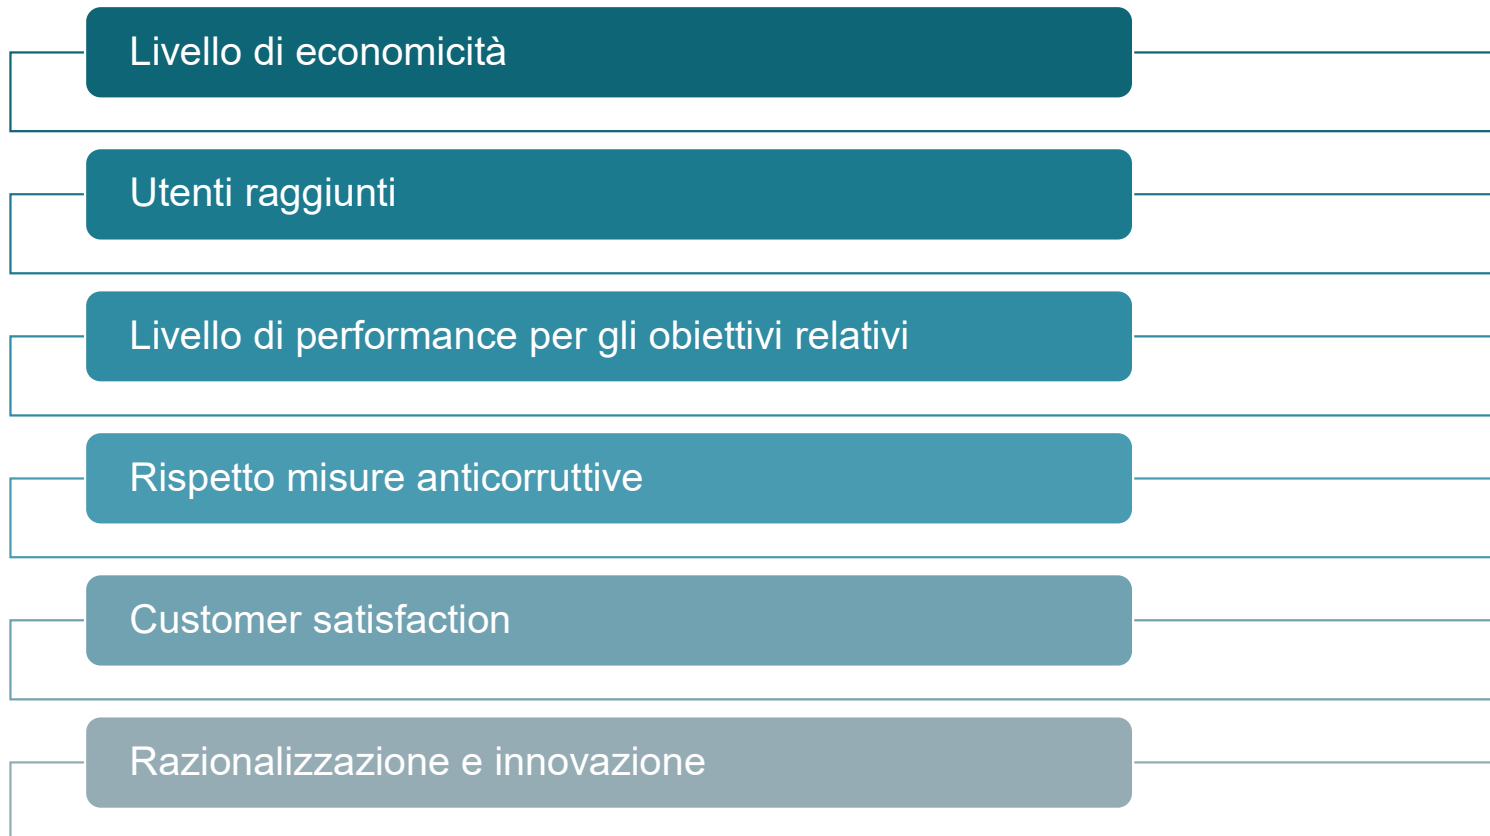 Livello di economicità
Utenti raggiunti
Livello di performance per gli obiettivi relativi
Rispetto misure anticorruttive
Customer satisfaction
Razionalizzazione e innovazione